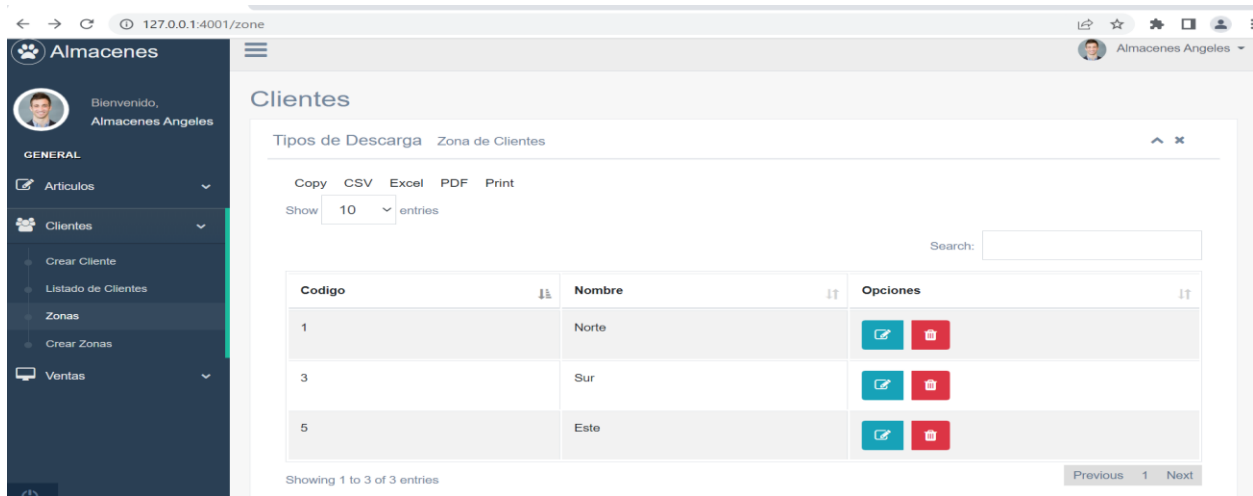 127.0.0.1:4001/zone
Almacenes
Almacenes Angeles
Bienvenido,
Almacenes Angeles
GENERAL
Articulos
Clientes
Crear Cliente
Listado de Clientes
Zonas
Crear Zonas
Ventas
Clientes
Tipos de Descarga Zona de Clientes
Copy CSV Excel PDF Print
Show 10 entries
Search:
Codigo Nombre Opciones
1 Norte
3 Sur
5 Este
Showing 1 to 3 of 3 entries
Previous 1 Next